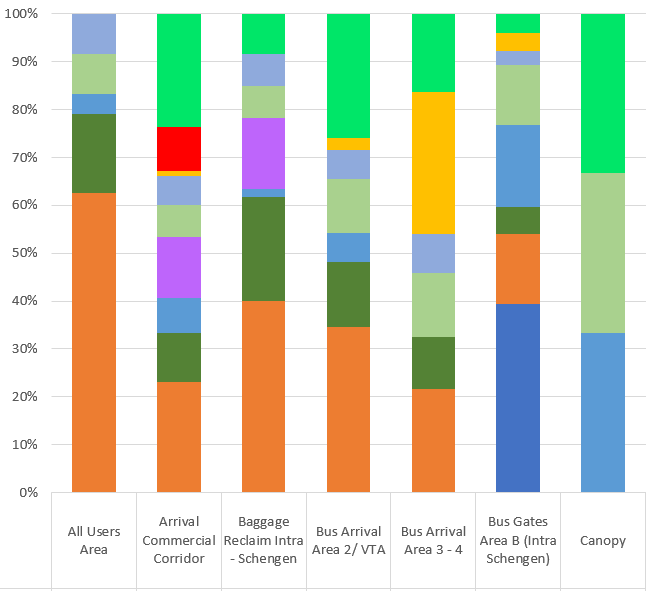 100%
90%
80%
70%
60%
50%
40%
30%
20%
10%
0%
All Users
Area
Arrival
Commercial
Corridor
Baggage
Reclaim Intra
- Schengen
Bus Arrival
Area 2/ VTA
Bus Arrival
Area 3 - 4
Bus Gates
Area B (Intra
Schengen)
Canopy